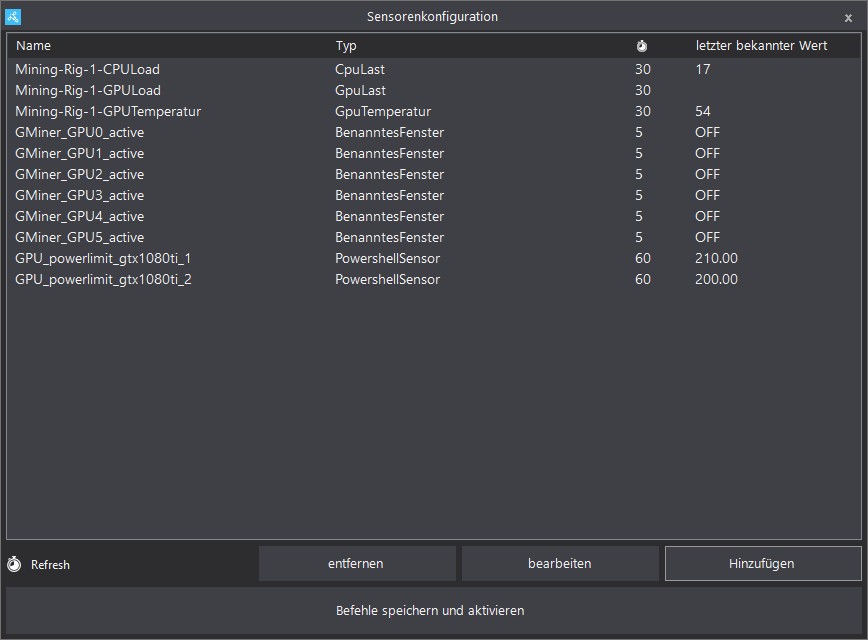 Sensorenkonfiguration x
Name Typ letzter bekannter Wert
Mining-Rig-1-CPULoad CpuLast 30 17
Mining-Rig-1-GPULoad GpuLast 30
Mining-Rig-1-GPUTemperatur GpuTemperatur 30 54
GMiner_GPU0_active BenanntesFenster 5 OFF
GMiner_GPU1_active BenanntesFenster 5 OFF
GMiner_GPU2_active BenanntesFenster 5 OFF
GMiner_GPU3_active BenanntesFenster 5 OFF
GMiner_GPU4_active BenanntesFenster 5 OFF
GMiner_GPU5_active BenanntesFenster 5 OFF
GPU_powerlimit_gtx1080ti_1 PowershellSensor 60 210.00
GPU_powerlimit_gtx1080ti_2 PowershellSensor 60 200.00
Refresh entfernen bearbeiten Hinzufügen
Befehle speichern und aktivieren